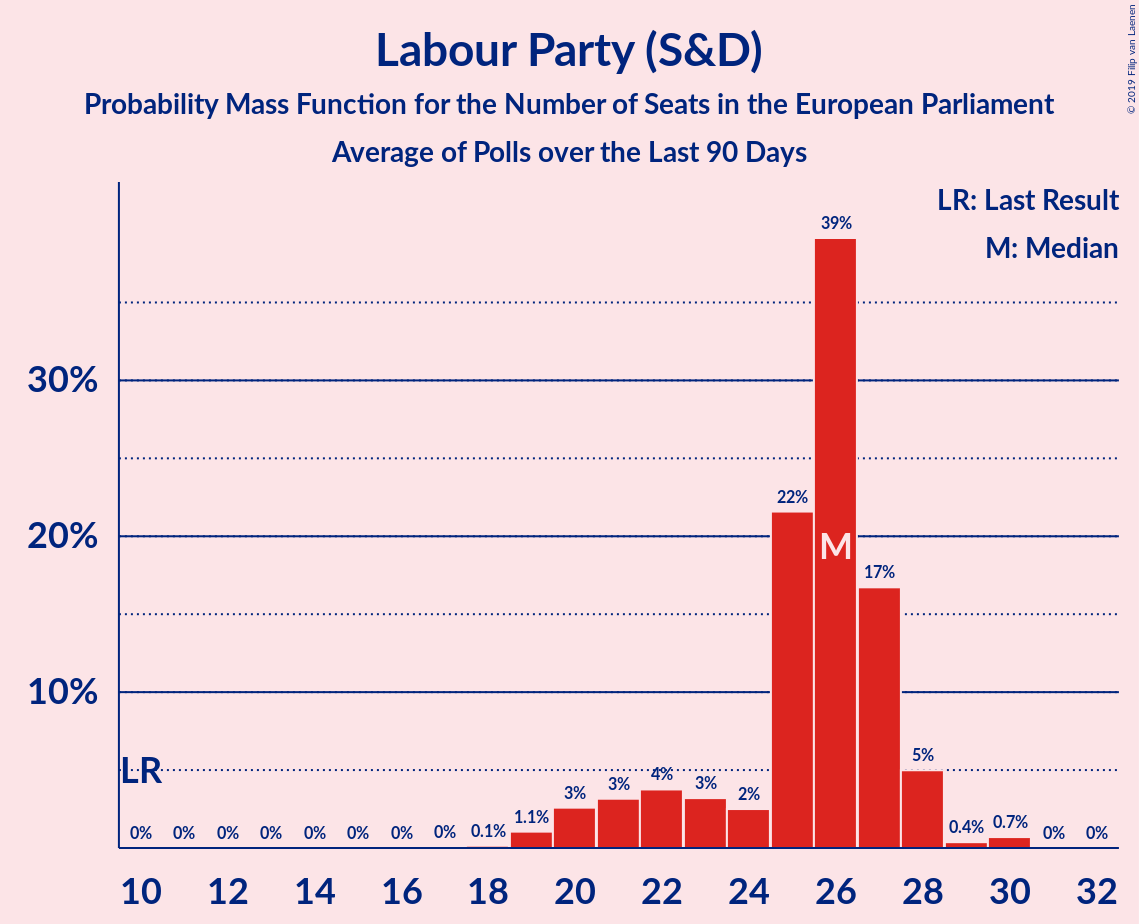 Labour Party (S&D)
Probability Mass Function for the Number of Seats in the European Parliament
Average of Polls over the Last 90 Days
© 2019 Filip van Laenen
LR: Last Result
M: Median
30%
20%
10%
LR
M
0% 0% 0% 0% 0% 0% 0% 0% 0.1% 1.1% 3% 3% 4% 3% 2% 22% 39% 17% 5% 0.4% 0.7% 0% 0%
10 12 14 16 18 20 22 24 26 28 30 32